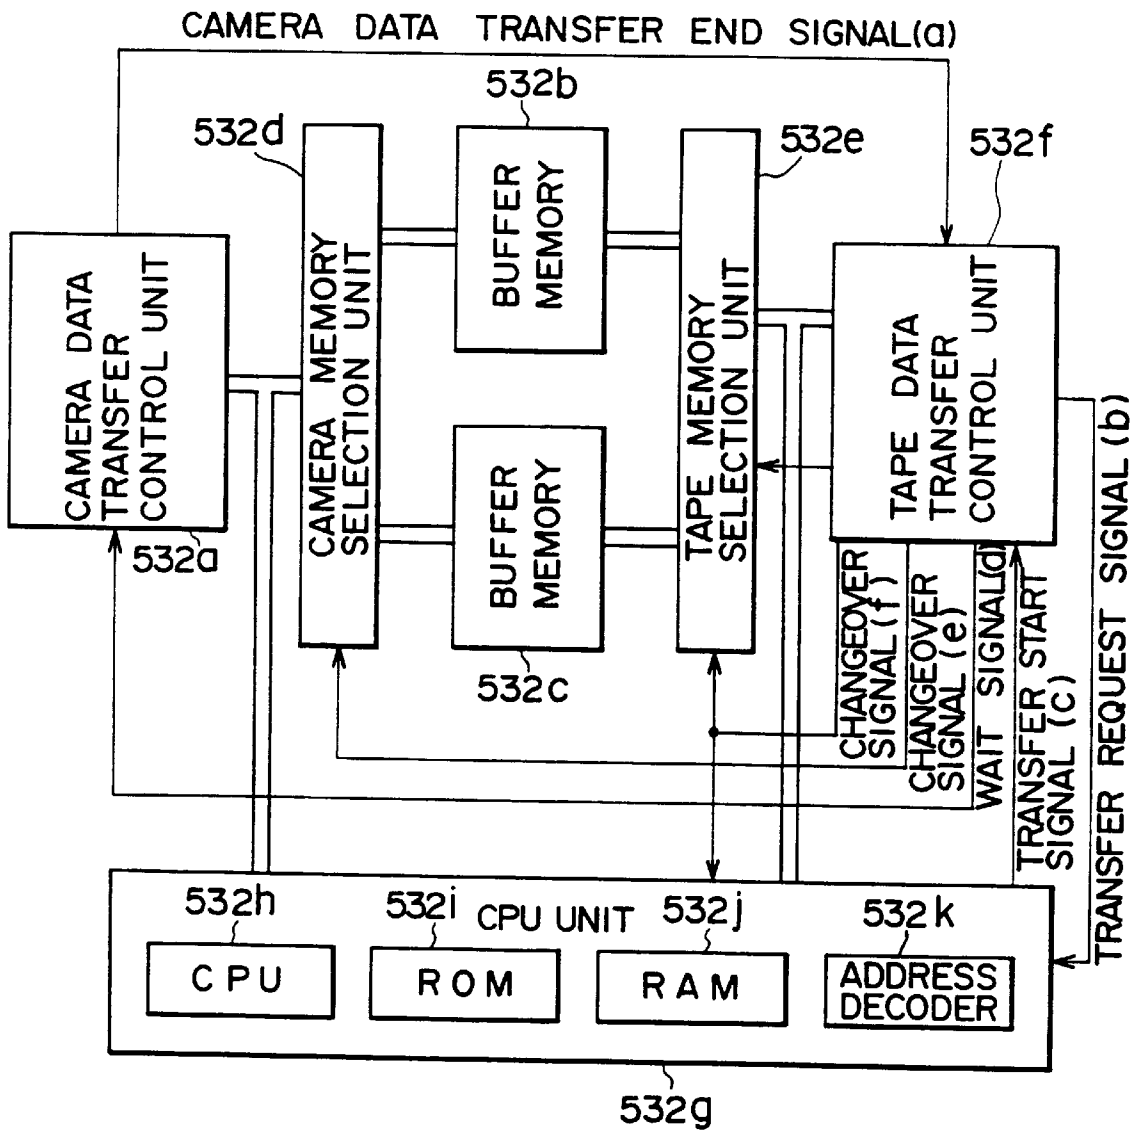 CAMERA DATA TRANSFER END SIGNAL(a)
532b
532d
532e
532f
CAMERA DATA
TRANSFER
CONTROL UNIT
532a
CAMERA MEMORY
SELECTION UNIT
BUFFER
MEMORY
BUFFER
MEMORY
532c
TAPE MEMORY
SELECTION UNIT
TAPE DATA
TRANSFER
CONTROL UNIT
CHANGEOVER
SIGNAL(f)
CHANGEOVER
SIGNAL(e)
WAIT SIGNAL(d)
TRANSFER START
SIGNAL(c)
TRANSFER REQUEST SIGNAL(b)
532h
532i
CPU UNIT
532j
532k
CPU
ROM
RAM
ADDRESS
DECODER
532g